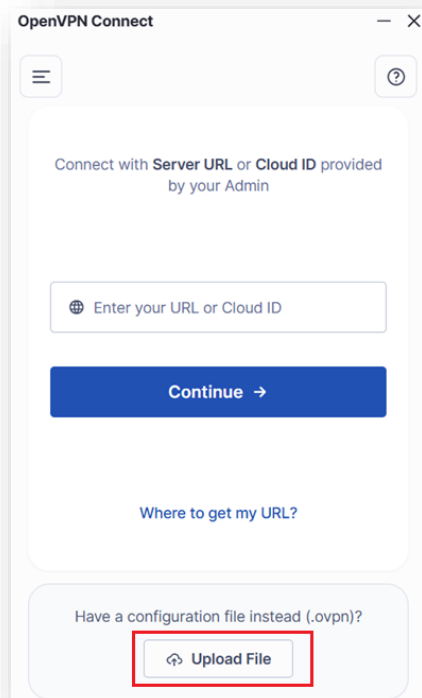 OpenVPN Connect
Connect with Server URL or Cloud ID provided
by your Admin
Enter your URL or Cloud ID
Continue →
Where to get my URL?
Have a configuration file instead (.ovpn)?
Upload File